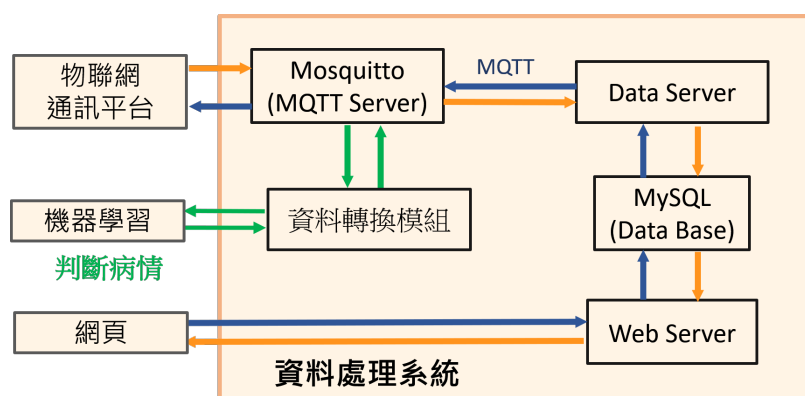 物聯網
通訊平台
Mosquitto
(MQTT Server)
MQTT
Data Server
機器學習
資料轉換模組
MySQL
(Data Base)
判斷病情
網頁
Web Server
資料處理系統